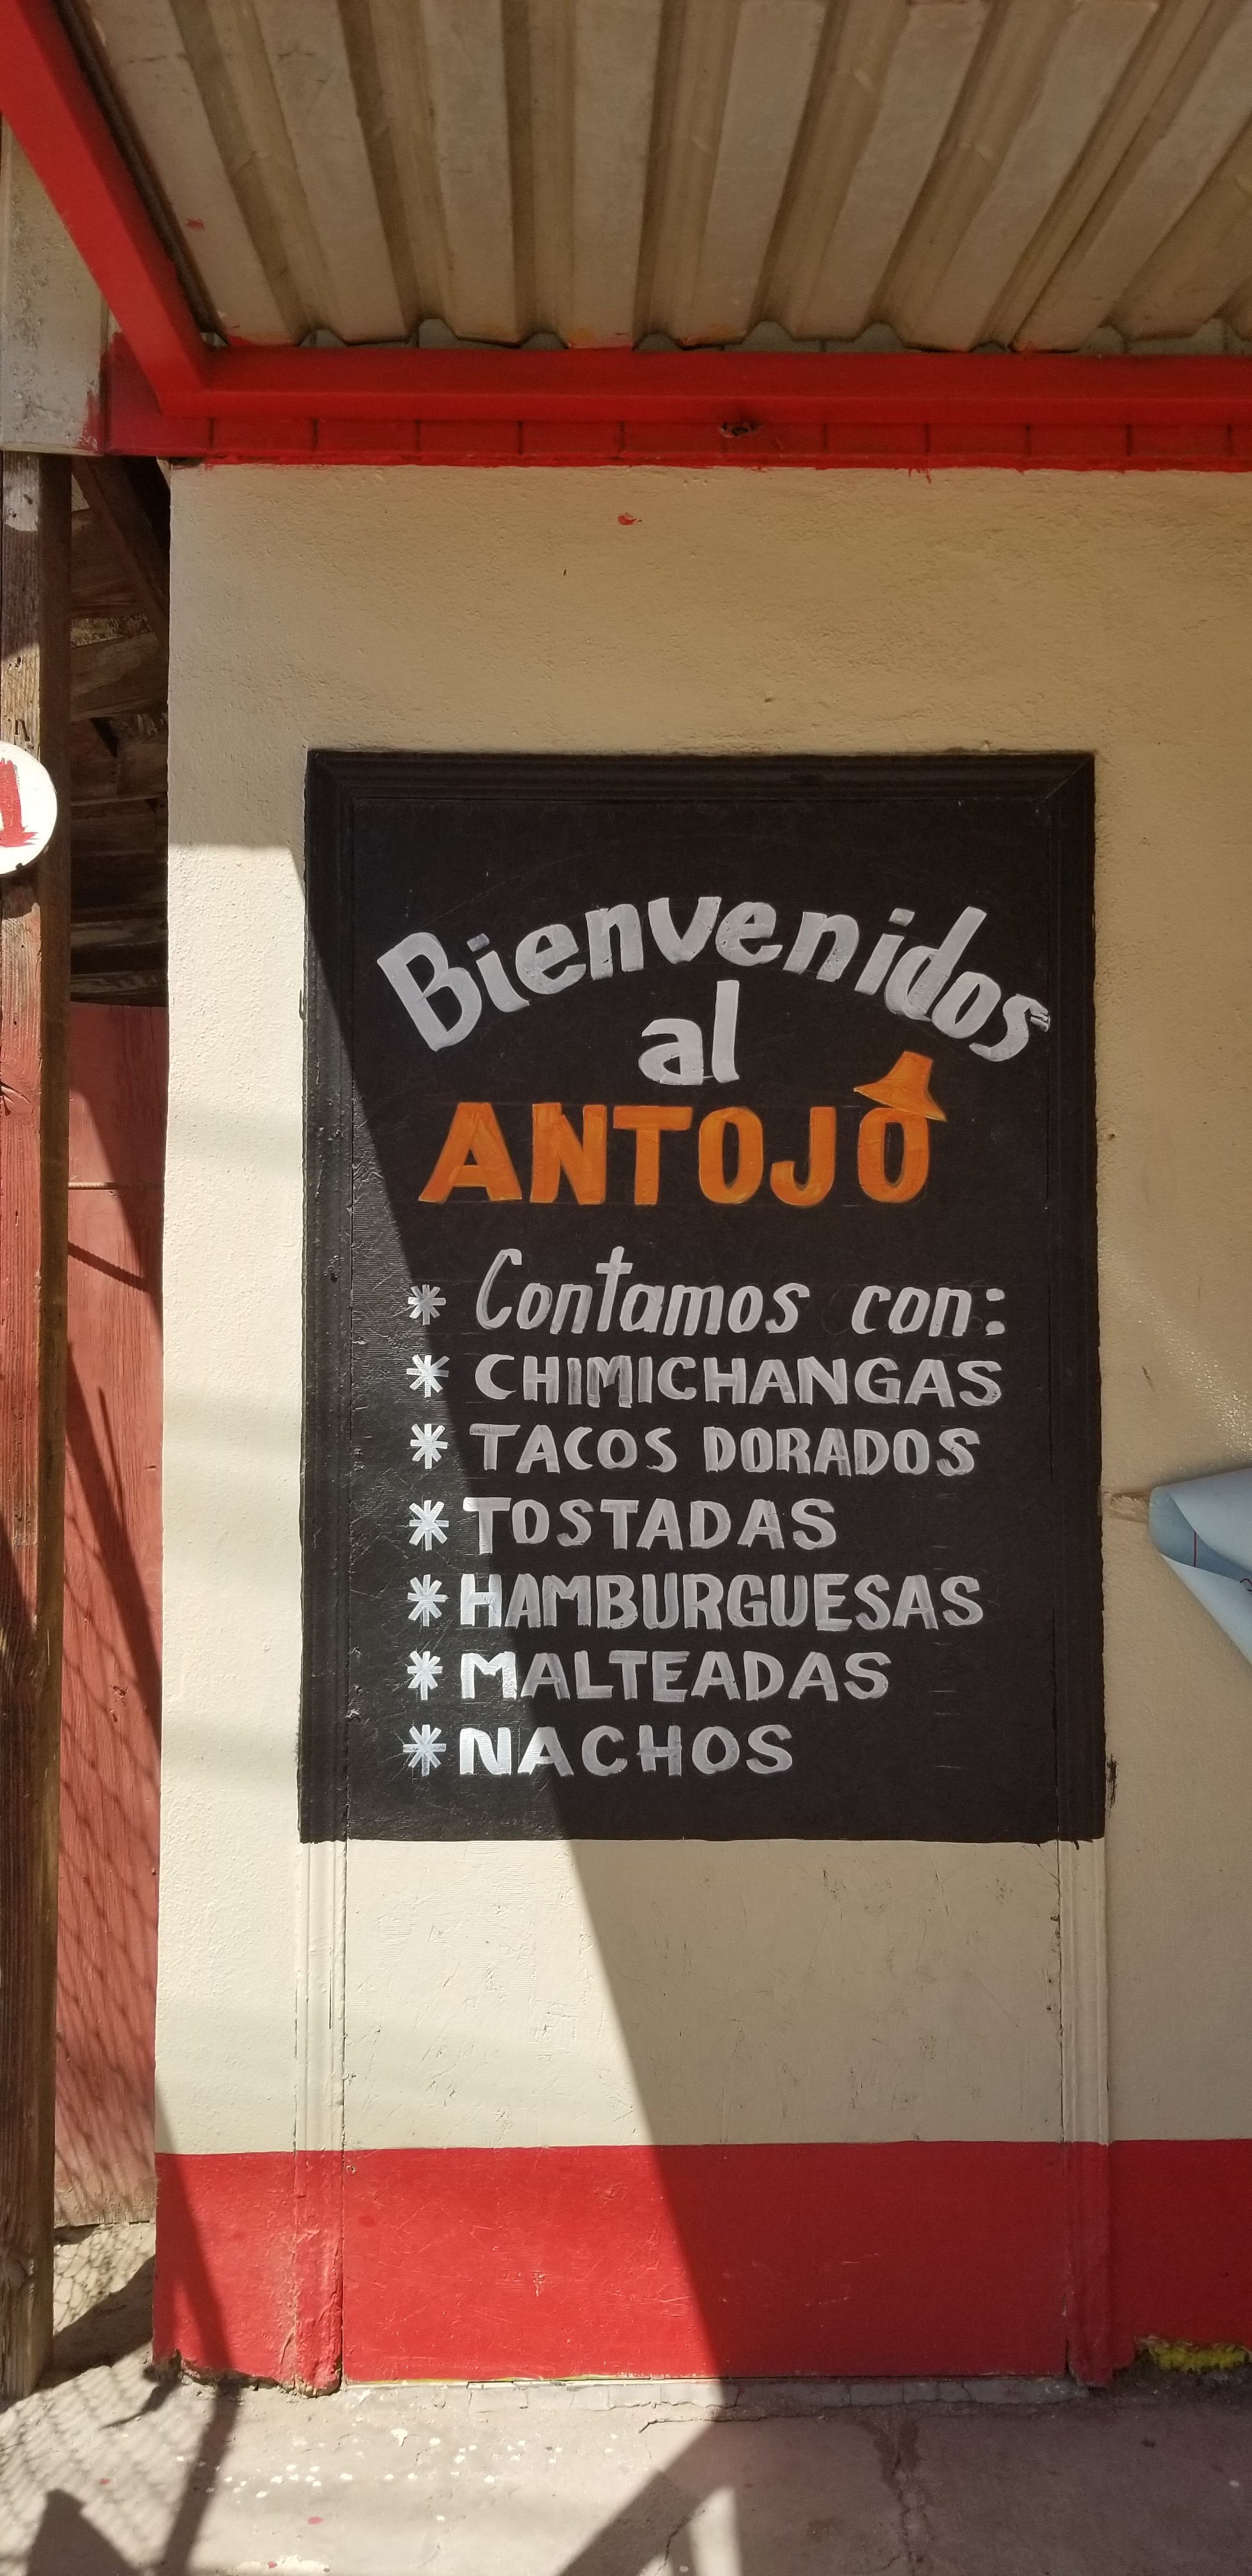 Bienvenidos
al
ANTOJO
* Contamos con:
* CHIMICHANGAS
* TACOS DORADOS
* TOSTADAS
* HAMBURGUESAS
* MALTEADAS
* NACHOS